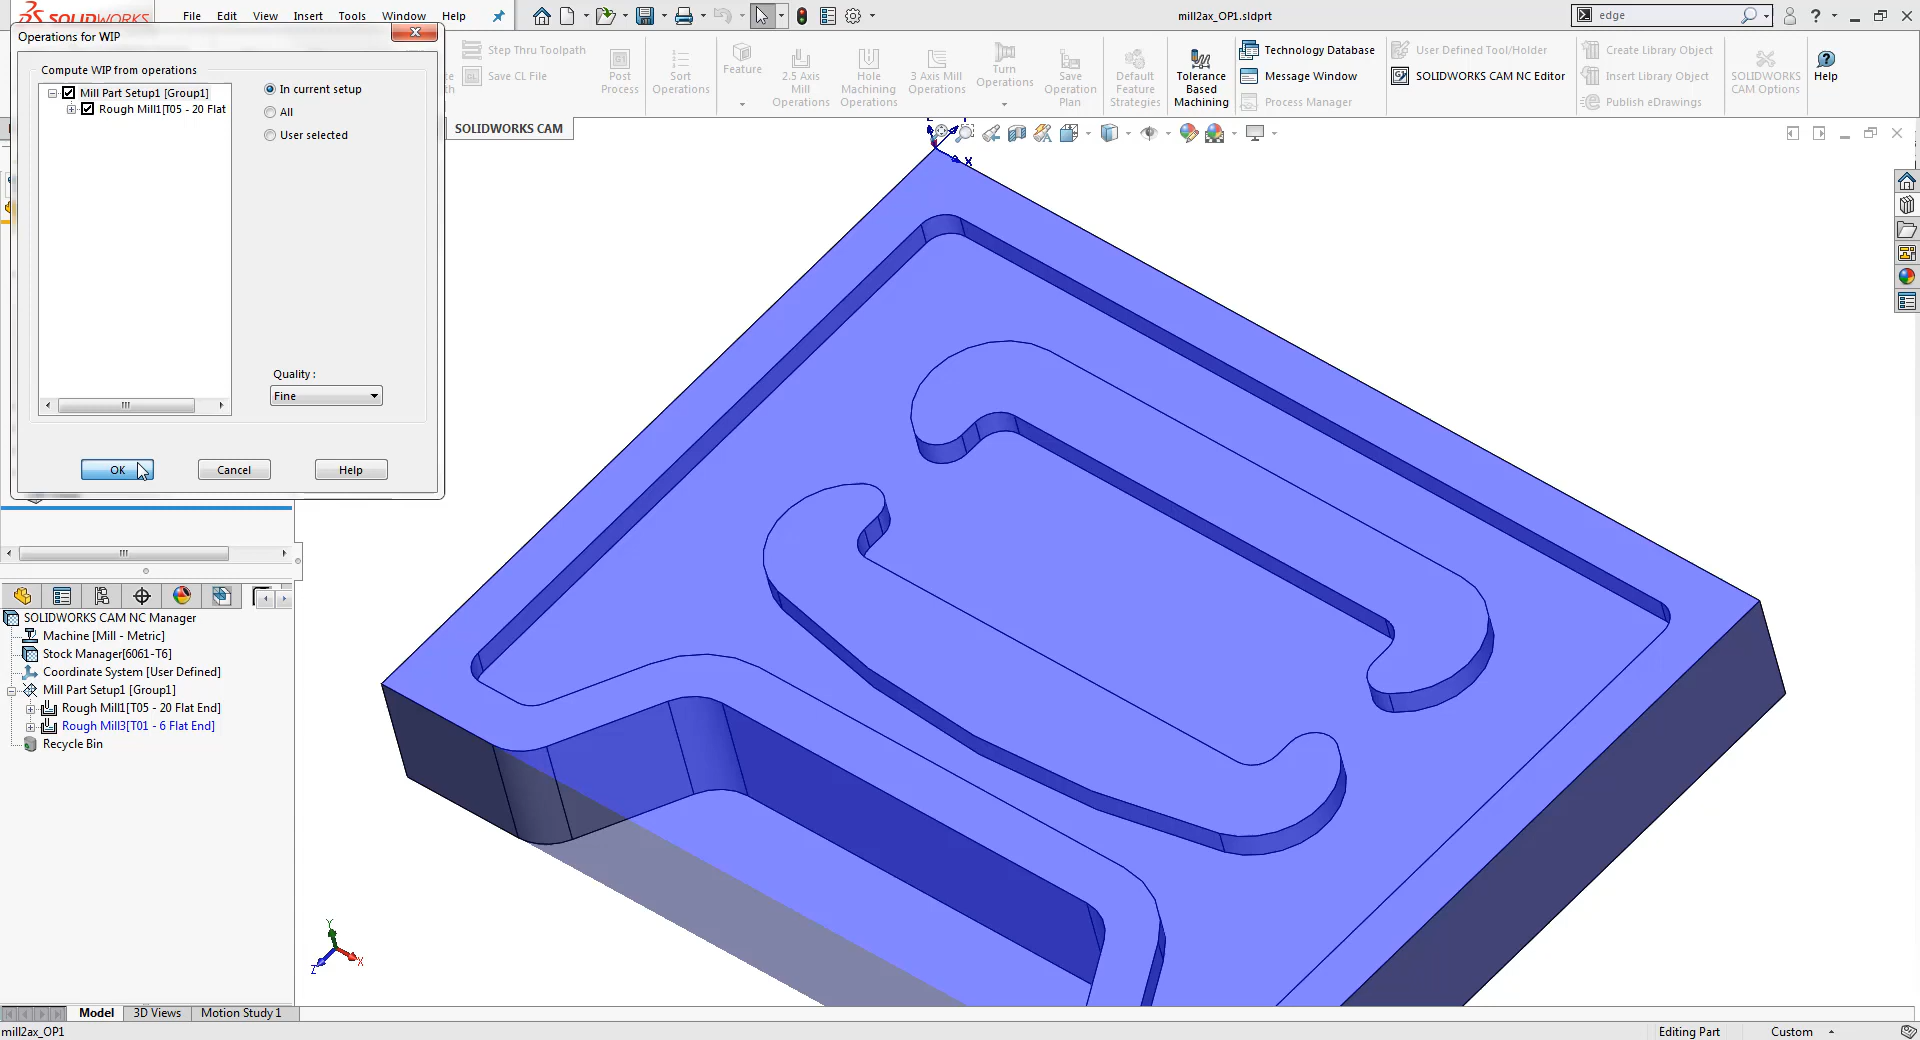 SOLIDWORKS
File Edit View Insert Tools Window Help
mill2ax_OP1.sldprt
edge
Operations for WIP
Compute WIP from operations
Mill Part Setup1 [Group1]
Rough Mill1[T05 - 20 Flat
In current setup
All
User selected
Quality :
Fine
OK
Cancel
Help
Step Thru Toolpath
Save CL File
Post
Process
Sort
Operations
Feature
2.5 Axis
Mill
Operations
Hole
Machining
Operations
3 Axis Mill
Operations
Turn
Operations
Save
Operation
Plan
Default
Feature
Strategies
Tolerance
Based
Machining
Technology Database
Message Window
Process Manager
User Defined Tool/Holder
SOLIDWORKS CAM NC Editor
Create Library Object
Insert Library Object
Publish eDrawings
SOLIDWORKS
CAM Options
Help
SOLIDWORKS CAM
X
SOLIDWORKS CAM NC Manager
Machine [Mill - Metric]
Stock Manager[6061-T6]
Coordinate System [User Defined]
Mill Part Setup1 [Group1]
Rough Mill1[T05 - 20 Flat End]
Rough Mill3[T01 - 6 Flat End]
Recycle Bin
Y
X
Z
Model
3D Views
Motion Study 1
mill2ax_OP1
Editing Part
Custom